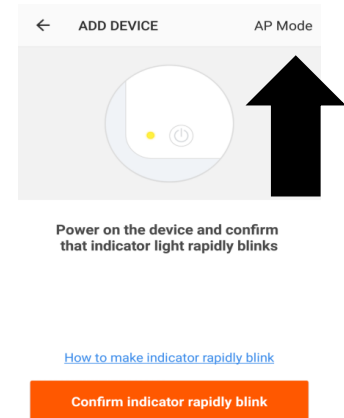 ADD DEVICE AP Mode
Power on the device and confirm
that indicator light rapidly blinks
How to make indicator rapidly blink
Confirm indicator rapidly blink